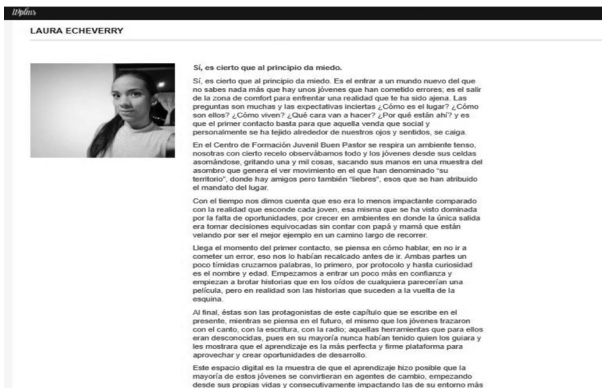 LAURA ECHEVERRY
Sí, es cierto que al principio da miedo.
Sí, es cierto que al principio da miedo. Es el entrar a un mundo nuevo del que
no sabes nada más que hay unos jóvenes que han cometido errores; es el salir
de la zona de comfort para enfrentar una realidad que te ha sido ajena. Las
preguntas son muchas y las expectativas inciertas ¿Cómo es el lugar? ¿Cómo
son ellos? ¿Cómo viven? ¿Qué cara van a hacer? ¿Por qué están ahí? y es
que el primer contacto basta para que aquella venda que social y
personalmente se ha tejido alrededor de nuestros ojos y sentidos, se caiga.
En el Centro de Formación Juvenil Buen Pastor se respira un ambiente tenso,
nosotras con cierto recelo observábamos todo y los jóvenes desde sus celdas
asomándose, gritando una y mil cosas, sacando sus manos en una muestra del
asombro que genera el ver movimiento en el que han denominado "su
territorio", donde hay amigos pero también "liebres", esos que se han atribuido
el mandato del lugar.
Con el tiempo nos dimos cuenta que eso era lo menos impactante comparado
con la realidad que esconde cada joven, esa misma que se ha visto dominada
por la falta de oportunidades, por crecer en ambientes en donde la única salida
era tomar decisiones equivocadas sin contar con papá y mamá que están
velando por ser el mejor ejemplo en un camino largo de recorrer.
Llega el momento del primer contacto, se piensa en cómo hablar, en no ir a
cometer un error, eso nos lo habían recalcado antes de ir. Ambas partes un
poco tímidas cruzamos palabras, lo primero, por protocolo y hasta curiosidad
es el nombre y edad. Empezamos a entrar un poco más en confianza y
empiezan a brotar historias que en los oídos de cualquiera parecerían una
película, pero en realidad son las historias que suceden a la vuelta de la
esquina.
Al final, éstas son las protagonistas de este capítulo que se escribe en el
presente, mientras se piensa en el futuro, el mismo que los jóvenes trazaron
con el canto, con la escritura, con la radio; aquellas herramientas que para ellos
eran desconocidas, pues en su mayoría nunca habían tenido quien los guiara y
les mostrara que el aprendizaje es la más perfecta y firme plataforma para
aprovechar y crear oportunidades de desarrollo.
Este espacio digital es la muestra de que el aprendizaje hizo posible que la
mayoría de estos jóvenes se convirtieran en agentes de cambio, empezando
desde sus propias vidas y consecutivamente impactando las de su entorno más